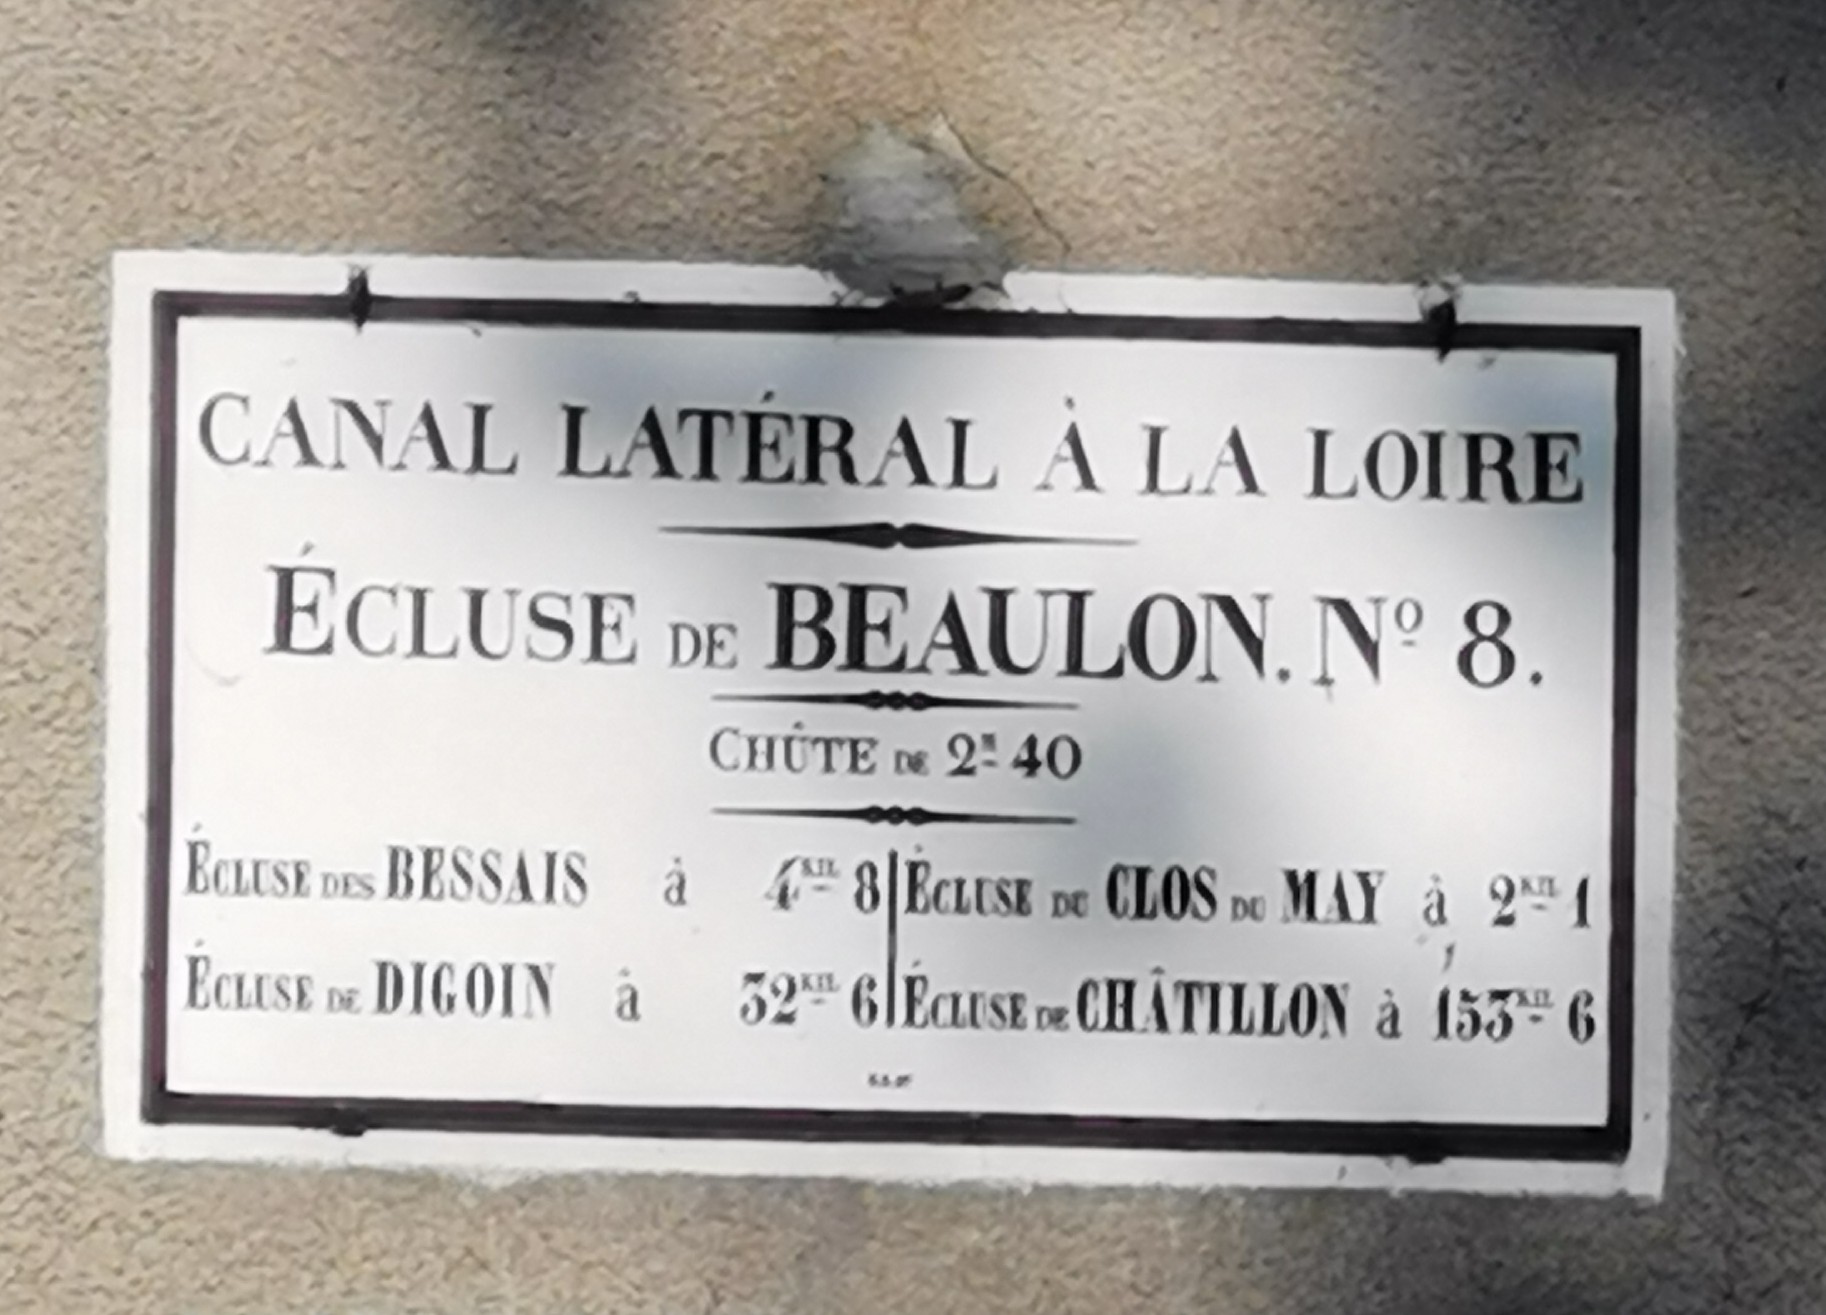 CANAL LATÉRAL À LA LOIRE
ÉCLUSE DE BEAULON. Nº 8.
CHÛTE DE 2M 40
ÉCLUSE DES BESSAIS à 4KIL 8
ÉCLUSE DE DIGOIN à 32KIL 6
ÉCLUSE DU CLOS DU MAY à 2KIL 1
ÉCLUSE DE CHÂTILLON à 153KIL 6